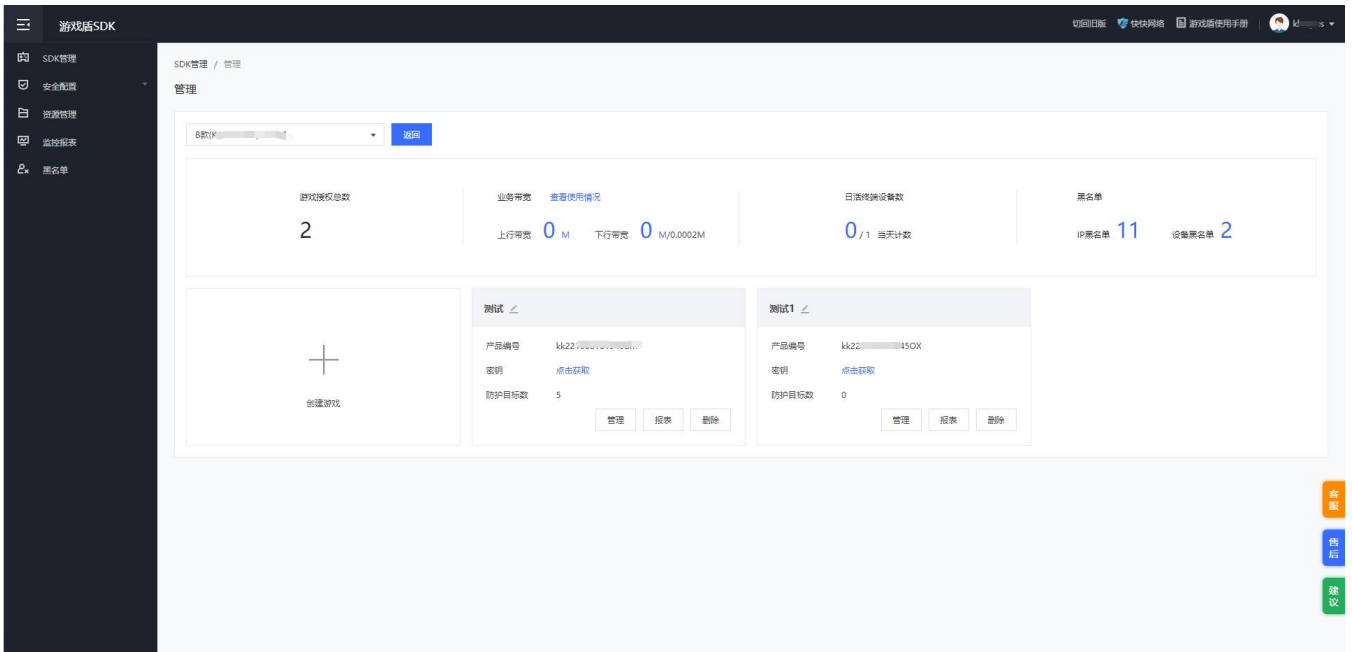 游戏盾SDK
切回旧版 快快网络 游戏盾使用手册
SDK管理
安全配置
资源管理
监控报表
黑名单
SDK管理 / 管理
管理
B款(K
返回
游戏授权总数
2
业务带宽 查看使用情况
上行带宽 0 M 下行带宽 0 M/0.0002M
日活终端设备数
0 / 1 当天计数
黑名单
IP黑名单 11 设备黑名单 2
创建游戏
测试
产品编号 kk221
密钥 点击获取
防护目标数 5
管理 报表 删除
测试1
产品编号 kk22 45OX
密钥 点击获取
防护目标数 0
管理 报表 删除
客服
售后
建议